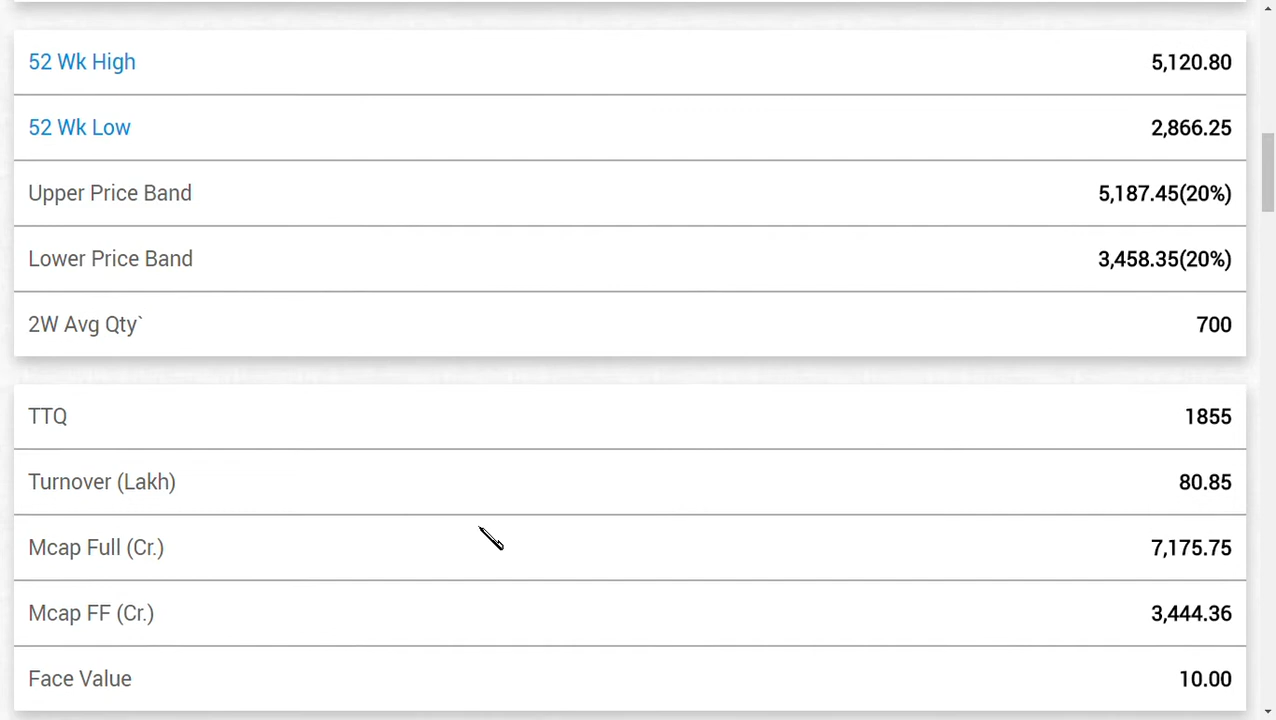 52 Wk High 5,120.80
52 Wk Low 2,866.25
Upper Price Band 5,187.45(20%)
Lower Price Band 3,458.35(20%)
2W Avg Qty` 700
TTQ 1855
Turnover (Lakh) 80.85
Mcap Full (Cr.) 7,175.75
Mcap FF (Cr.) 3,444.36
Face Value 10.00